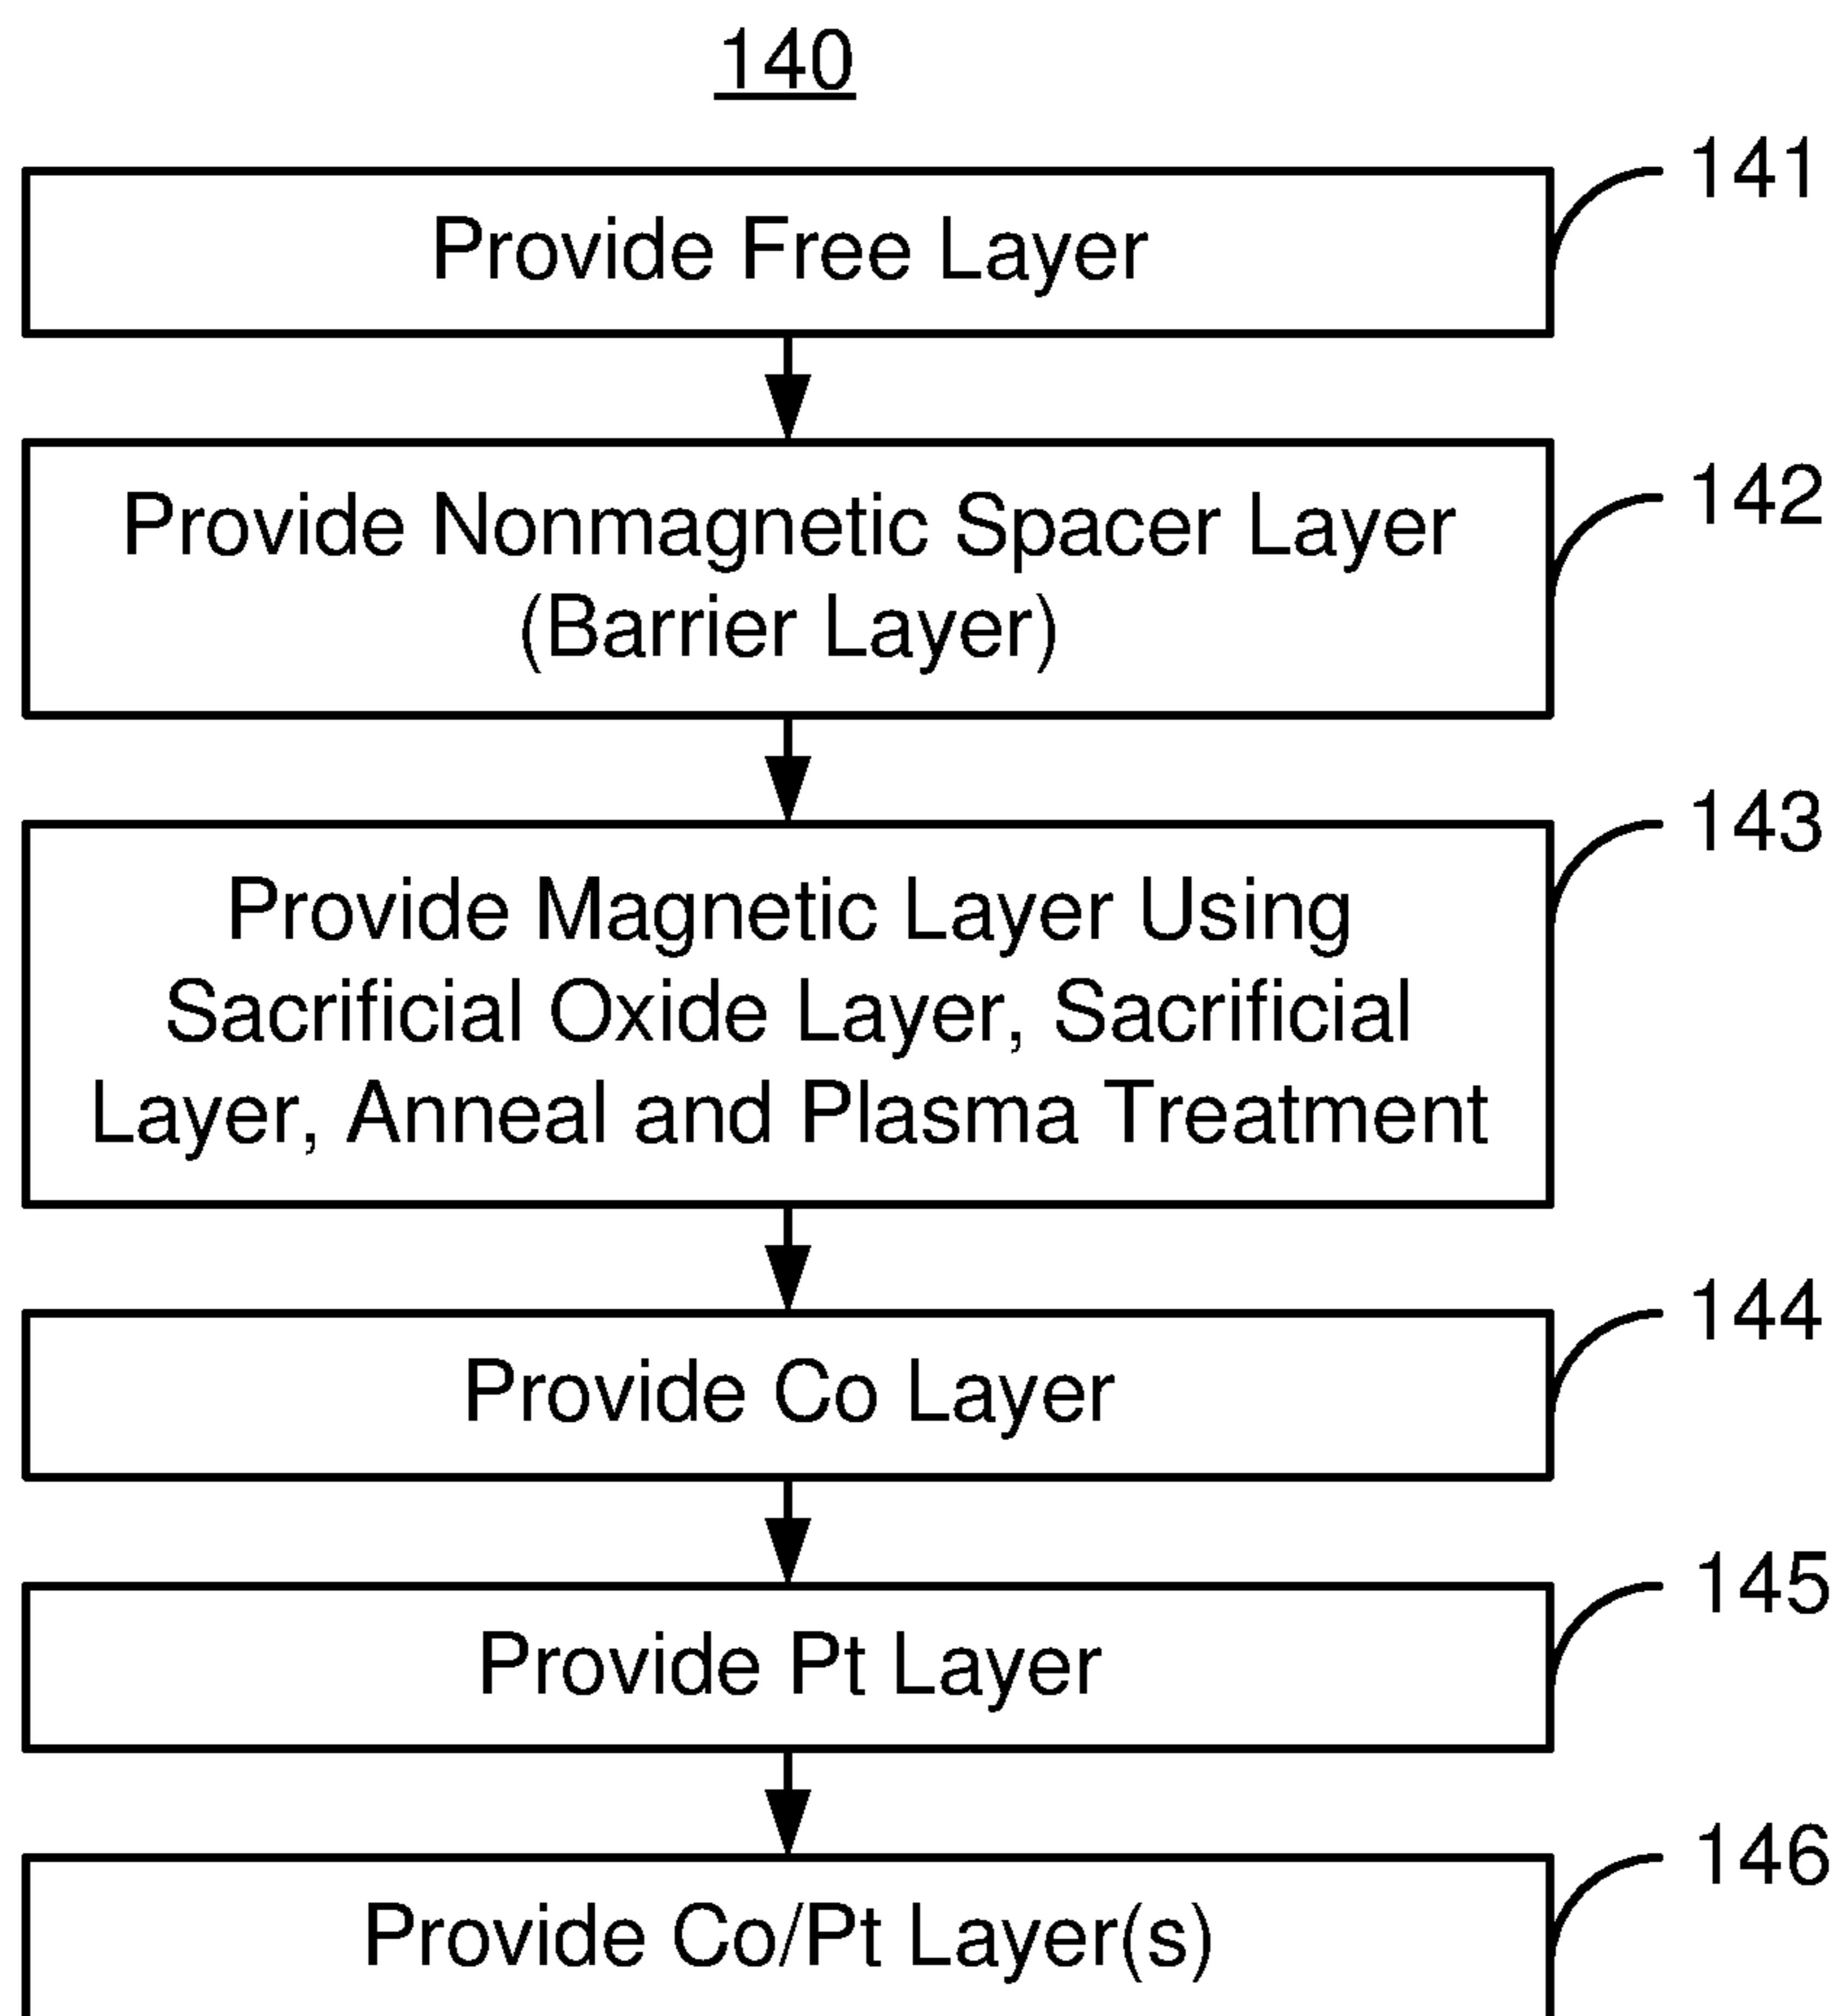 140
Provide Free Layer
141
Provide Nonmagnetic Spacer Layer
(Barrier Layer)
142
Provide Magnetic Layer Using
Sacrificial Oxide Layer, Sacrificial
Layer, Anneal and Plasma Treatment
143
Provide Co Layer
144
Provide Pt Layer
145
Provide Co/Pt Layer(s)
146